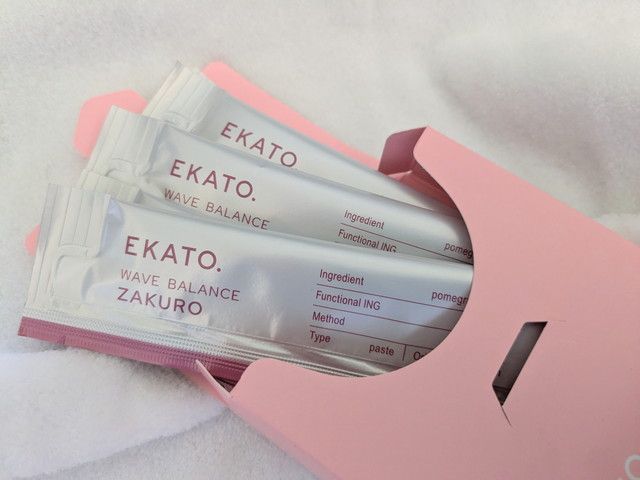 EKATO.
EKATO.
WAVE BALANCE
Ingredient
Functional ING
EKATO.
WAVE BALANCE
ZAKURO
Ingredient
Functional ING
Method
Type paste